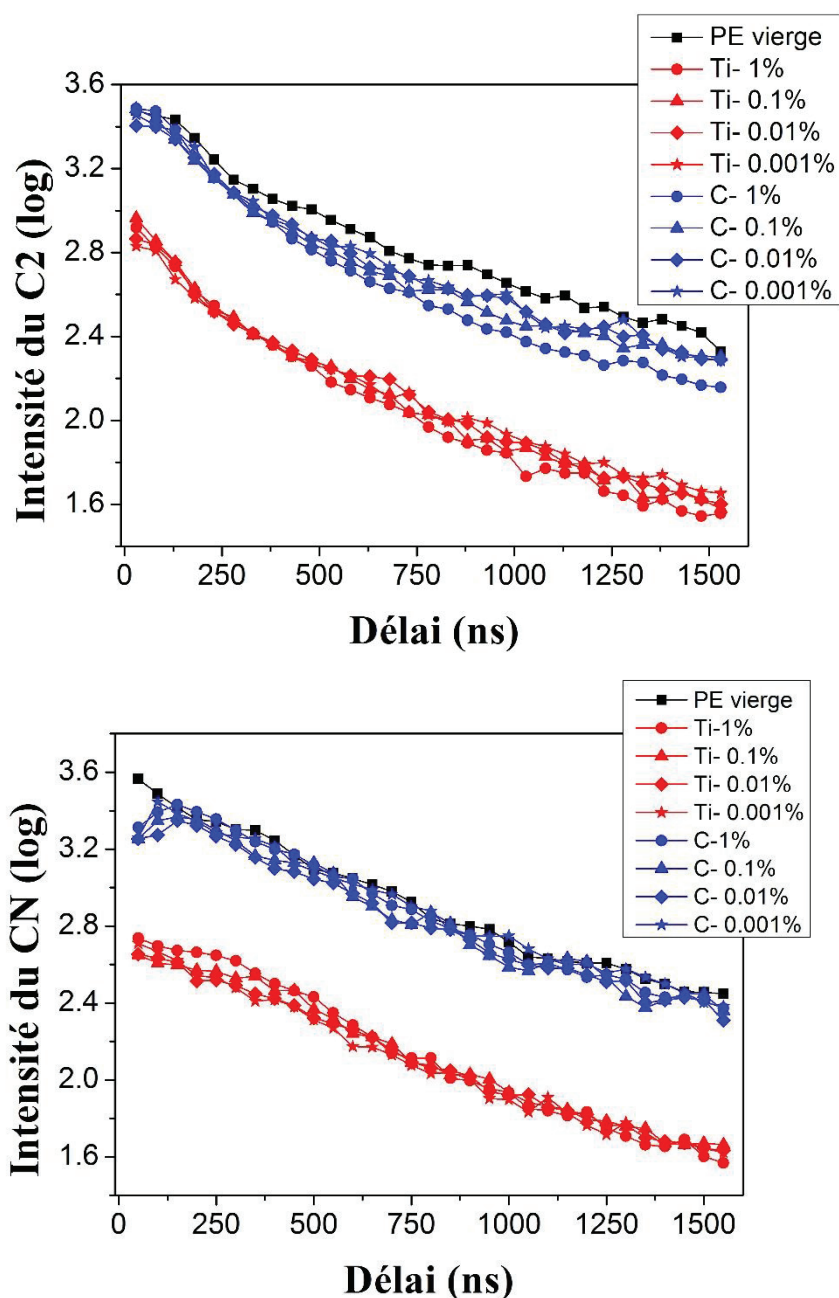 PE vierge
Ti- 1%
Ti- 0.1%
Ti- 0.01%
Ti- 0.001%
C- 1%
C- 0.1%
C- 0.01%
C- 0.001%
Intensité du C2 (log)
3.6
3.2
2.8
2.4
2.0
1.6
0 250 500 750 1000 1250 1500
Délai (ns)
PE vierge
Ti-1%
Ti- 0.1%
Ti- 0.01%
Ti- 0.001%
C-1%
C- 0.1%
C- 0.01%
C- 0.001%
Intensité du CN (log)
3.6
3.2
2.8
2.4
2.0
1.6
0 250 500 750 1000 1250 1500
Délai (ns)